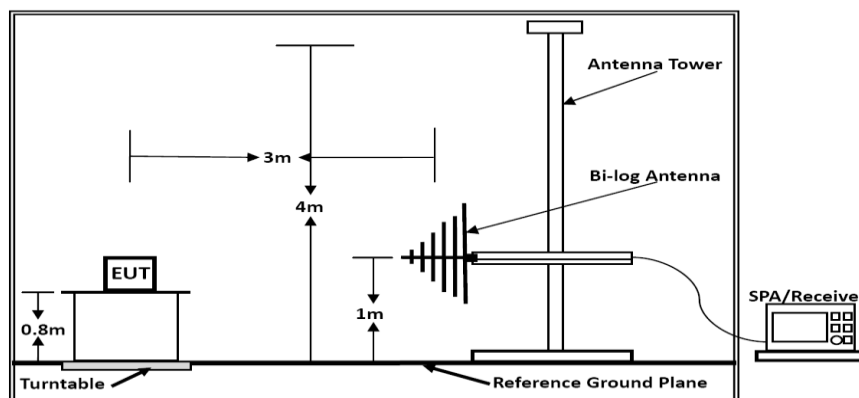 Antenna Tower
3m
Bi-log Antenna
4m
EUT
SPA/Receive
0.8m
1m
Turntable
Reference Ground Plane